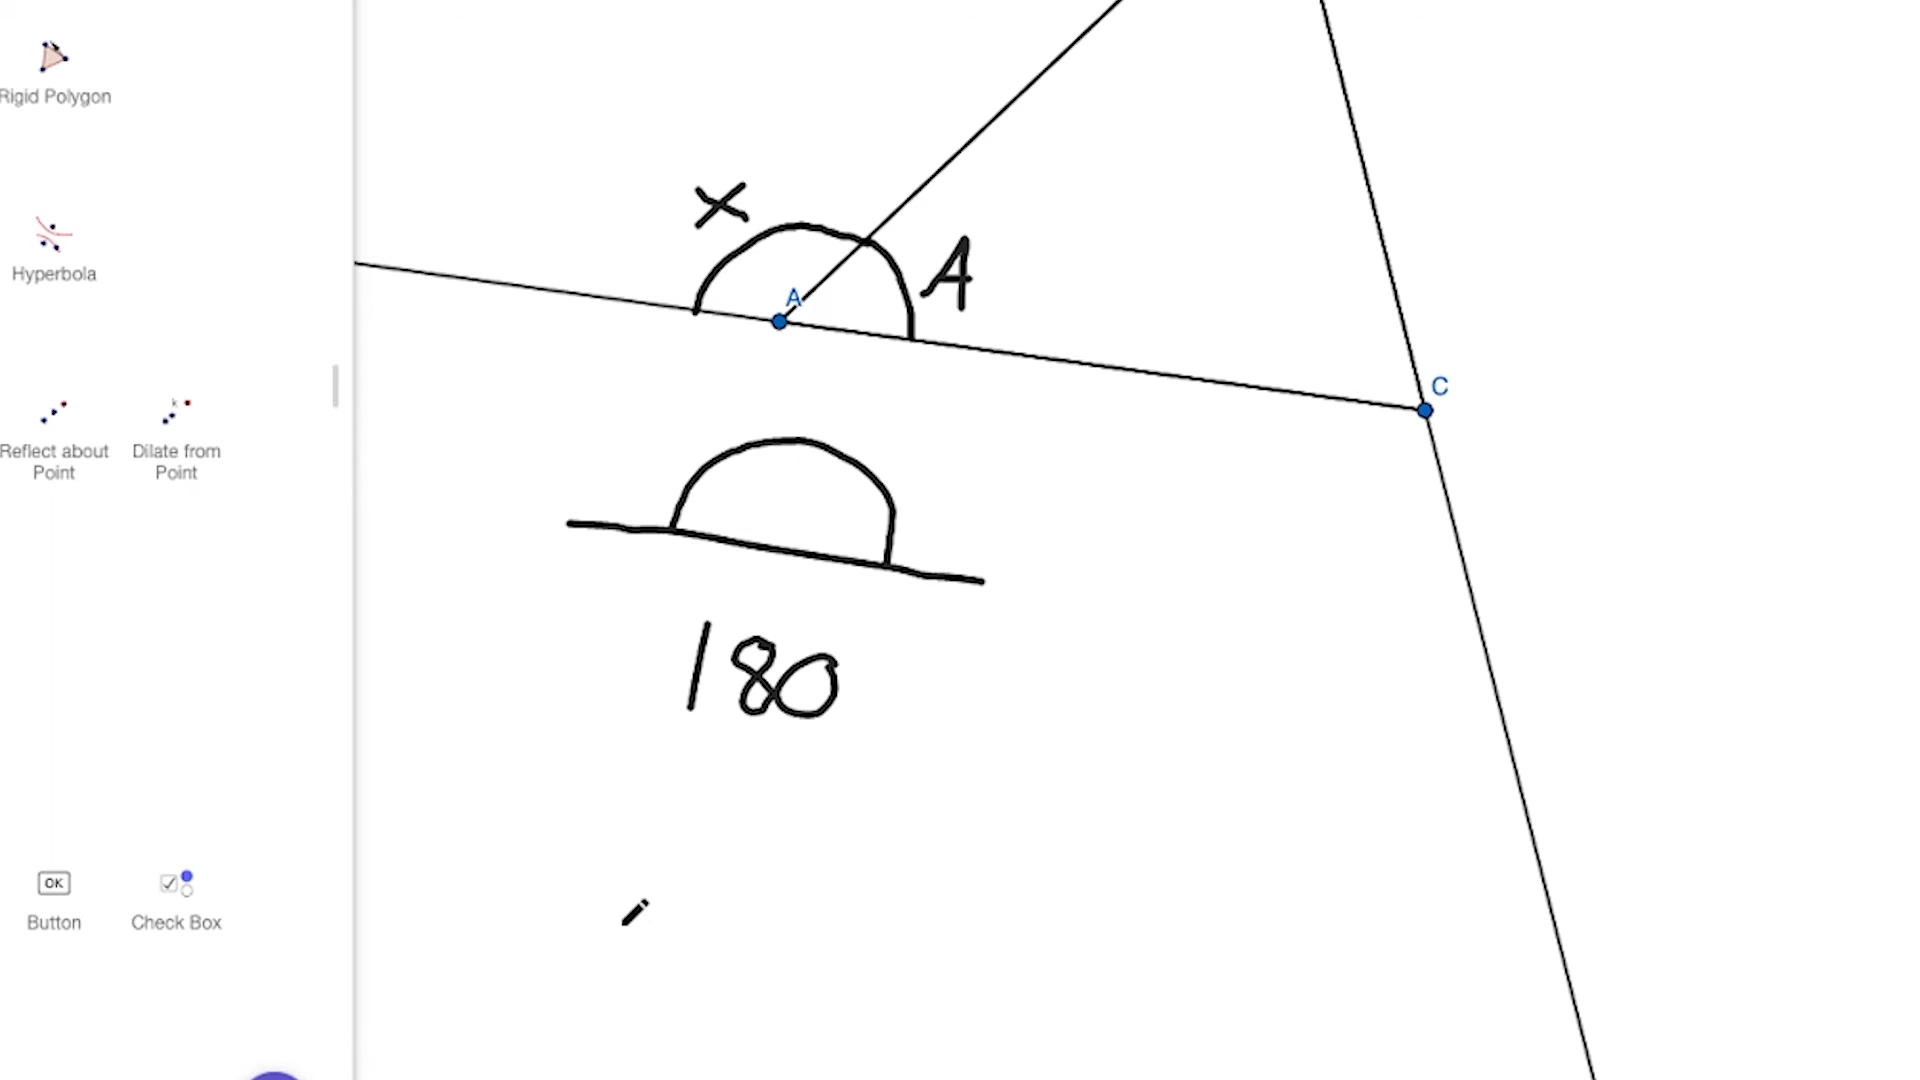 Rigid Polygon
Hyperbola
Reflect about
Point
k
Dilate from
Point
OK
Button
Check Box
x
A
A
C
180